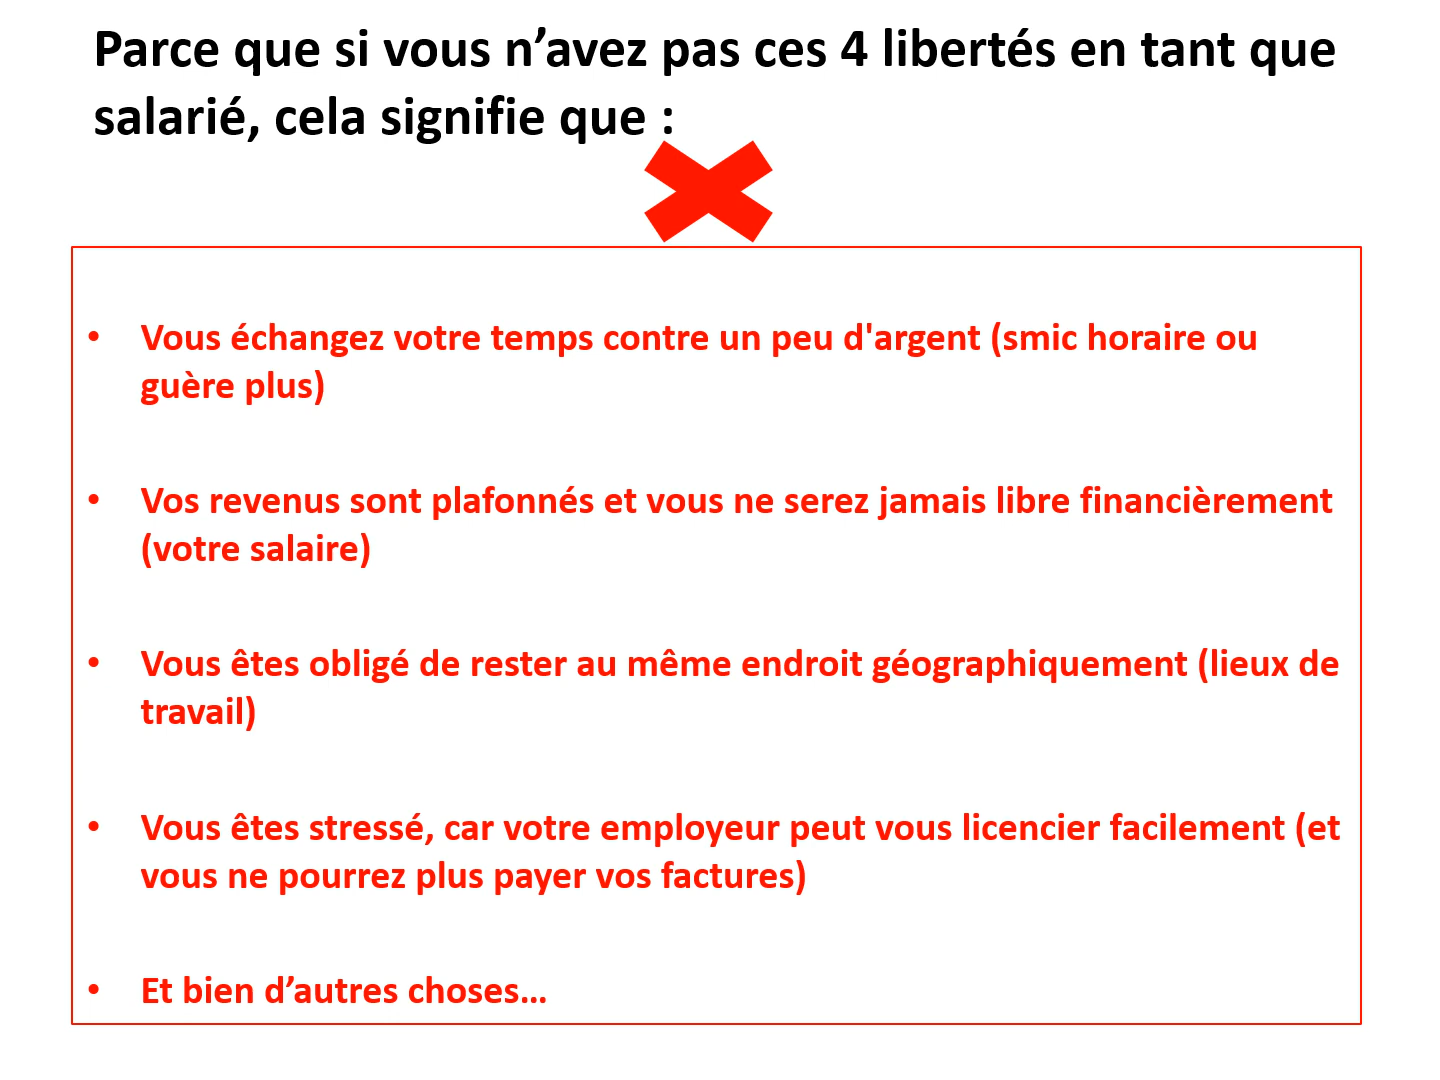 Parce que si vous n’avez pas ces 4 libertés en tant que
salarié, cela signifie que :
• Vous échangez votre temps contre un peu d'argent (smic horaire ou
guère plus)
• Vos revenus sont plafonnés et vous ne serez jamais libre financièrement
(votre salaire)
• Vous êtes obligé de rester au même endroit géographiquement (lieux de
travail)
• Vous êtes stressé, car votre employeur peut vous licencier facilement (et
vous ne pourrez plus payer vos factures)
• Et bien d’autres choses…